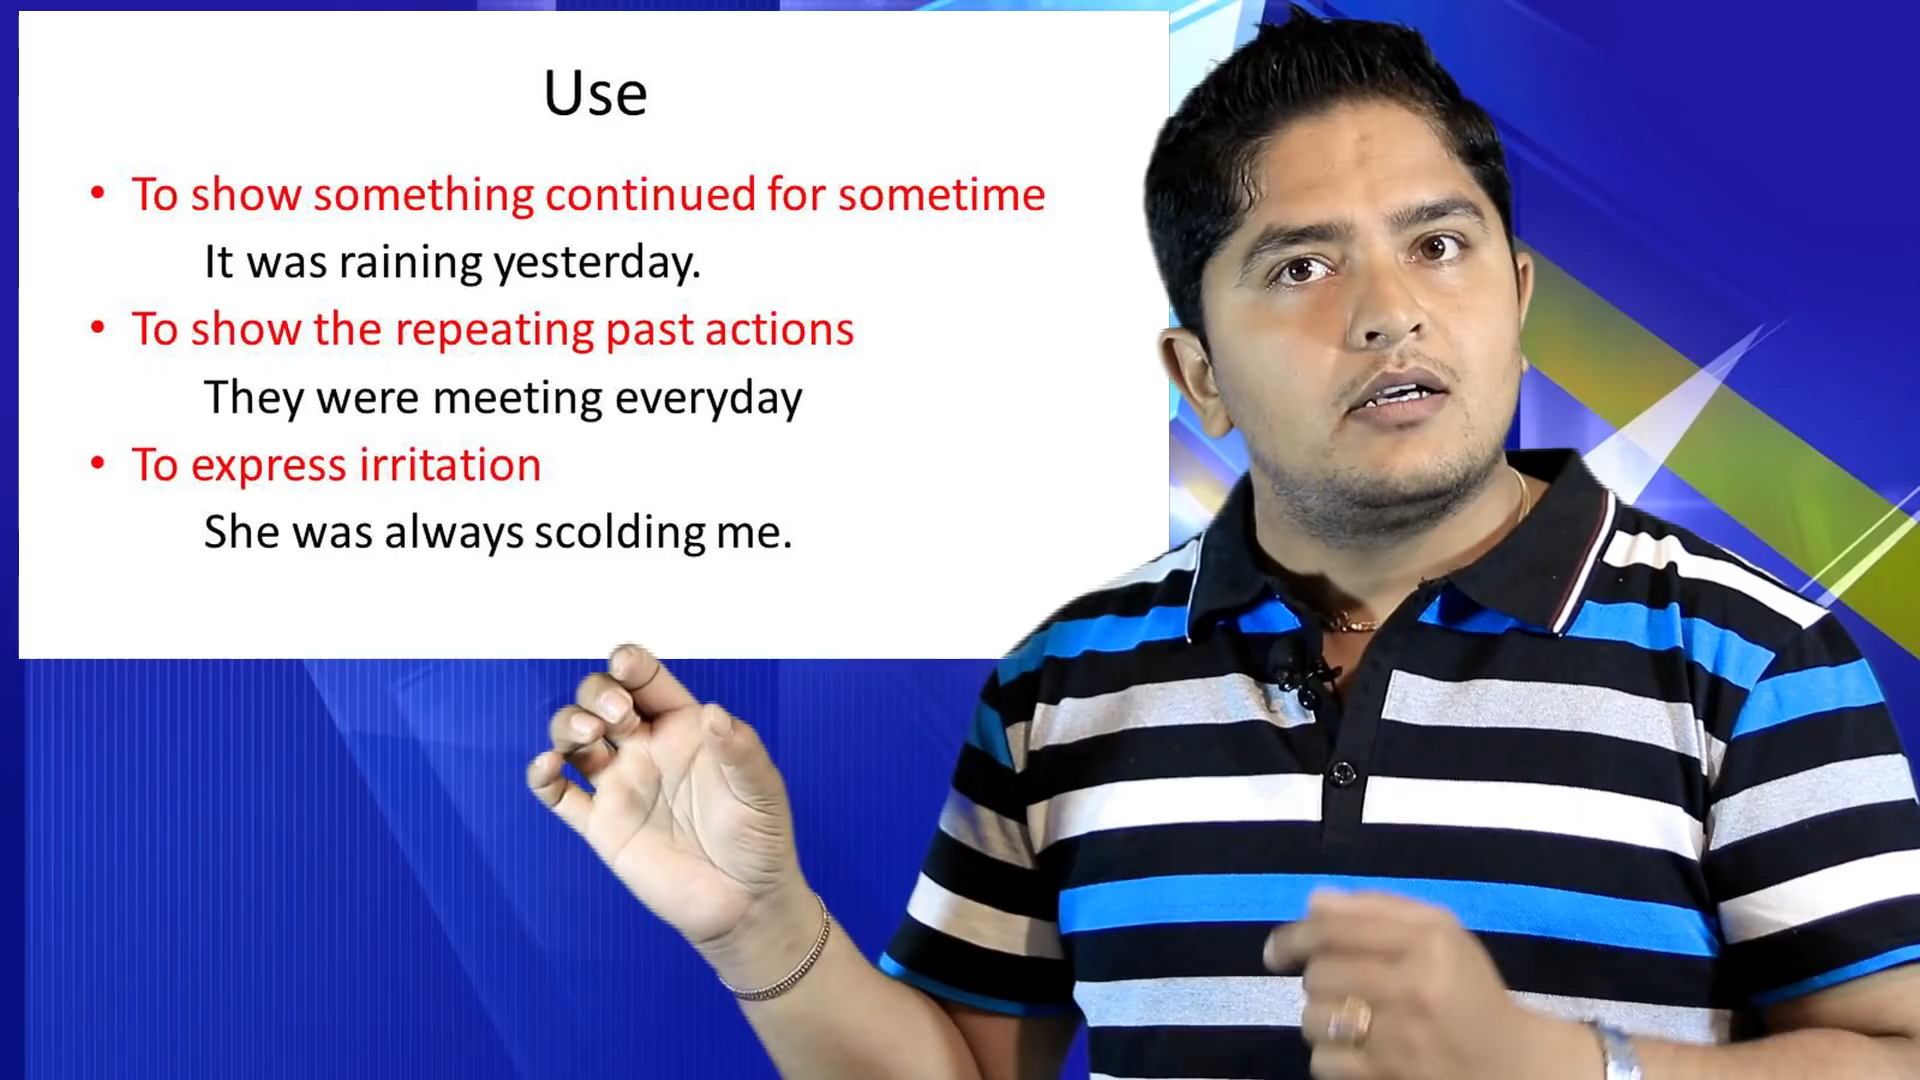 Use
• To show something continued for sometime
It was raining yesterday.
• To show the repeating past actions
They were meeting everyday
• To express irritation
She was always scolding me.